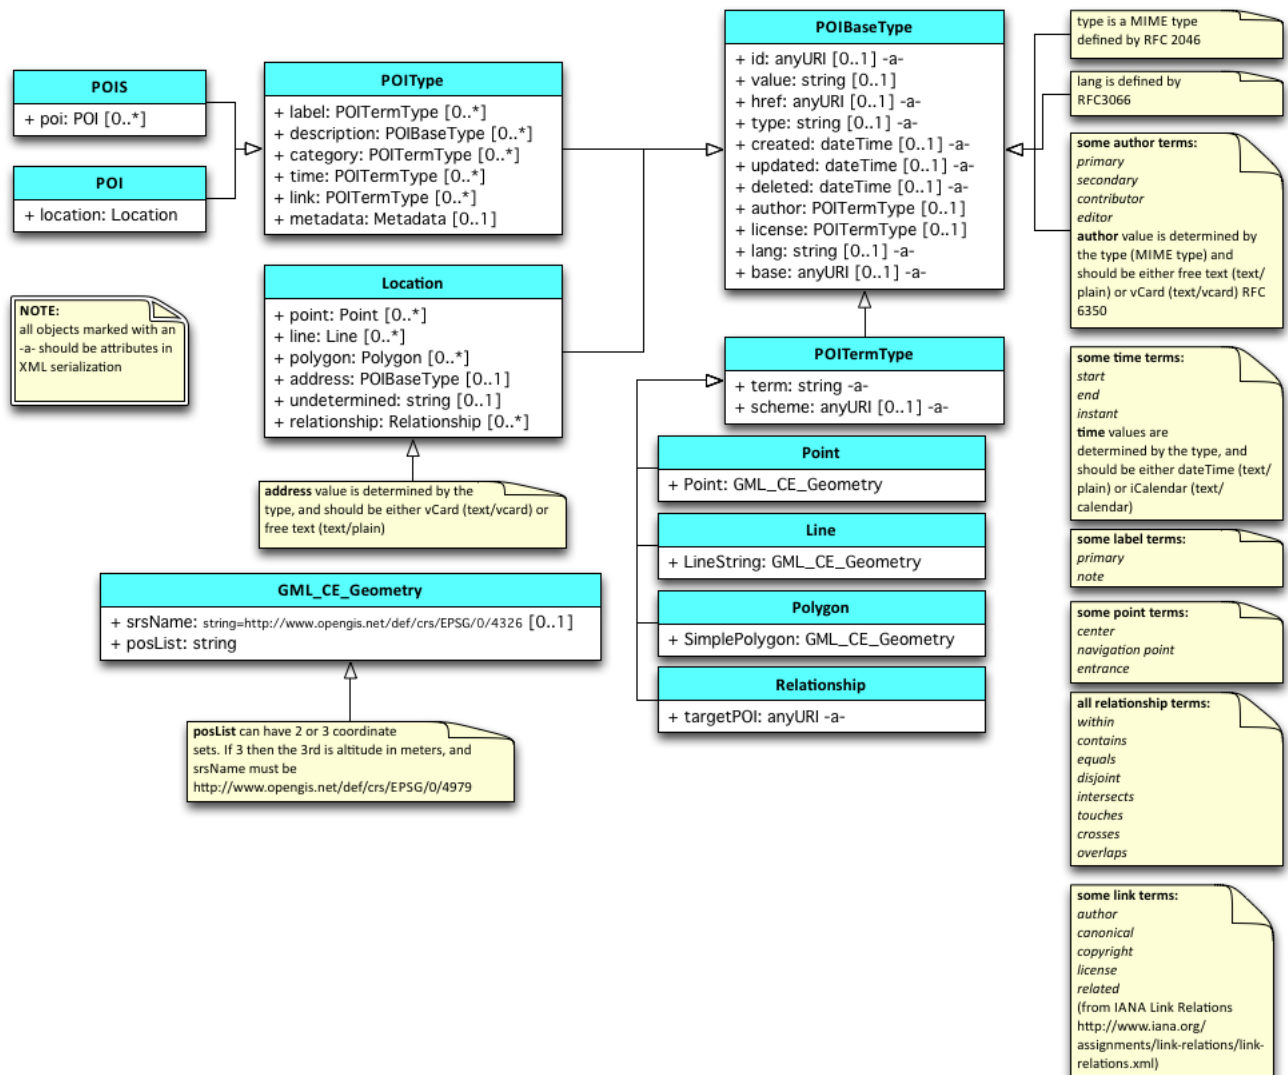 POIS
+ poi: POI [0..*]
POI
+ location: Location
NOTE:
all objects marked with an
-a- should be attributes in
XML serialization
POIType
+ label: POITermType [0..*]
+ description: POIBaseType [0..*]
+ category: POITermType [0..*]
+ time: POITermType [0..*]
+ link: POITermType [0..*]
+ metadata: Metadata [0..1]
Location
+ point: Point [0..*]
+ line: Line [0..*]
+ polygon: Polygon [0..*]
+ address: POIBaseType [0..1]
+ undetermined: string [0..1]
+ relationship: Relationship [0..*]
address value is determined by the
type, and should be either vCard (text/vcard) or
free text (text/plain)
GML_CE_Geometry
+ srsName: string=http://www.opengis.net/def/crs/EPSG/0/4326 [0..1]
+ posList: string
posList can have 2 or 3 coordinate
sets. If 3 then the 3rd is altitude in meters, and
srsName must be
http://www.opengis.net/def/crs/EPSG/0/4979
POIBaseType
+ id: anyURI [0..1] -a-
+ value: string [0..1]
+ href: anyURI [0..1] -a-
+ type: string [0..1] -a-
+ created: dateTime [0..1] -a-
+ updated: dateTime [0..1] -a-
+ deleted: dateTime [0..1] -a-
+ author: POITermType [0..1]
+ license: POITermType [0..1]
+ lang: string [0..1] -a-
+ base: anyURI [0..1] -a-
POITermType
+ term: string -a-
+ scheme: anyURI [0..1] -a-
Point
+ Point: GML_CE_Geometry
Line
+ LineString: GML_CE_Geometry
Polygon
+ SimplePolygon: GML_CE_Geometry
Relationship
+ targetPOI: anyURI -a-
type is a MIME type
defined by RFC 2046
lang is defined by
RFC3066
some author terms:
primary
secondary
contributor
editor
author value is determined by
the type (MIME type) and
should be either free text (text/
plain) or vCard (text/vcard) RFC
6350
some time terms:
start
end
instant
time values are
determined by the type, and
should be either dateTime (text/
plain) or iCalendar (text/
calendar)
some label terms:
primary
note
some point terms:
center
navigation point
entrance
all relationship terms:
within
contains
equals
disjoint
intersects
touches
crosses
overlaps
some link terms:
author
canonical
copyright
license
related
(from IANA Link Relations
http://www.iana.org/
assignments/link-relations/link-
relations.xml)